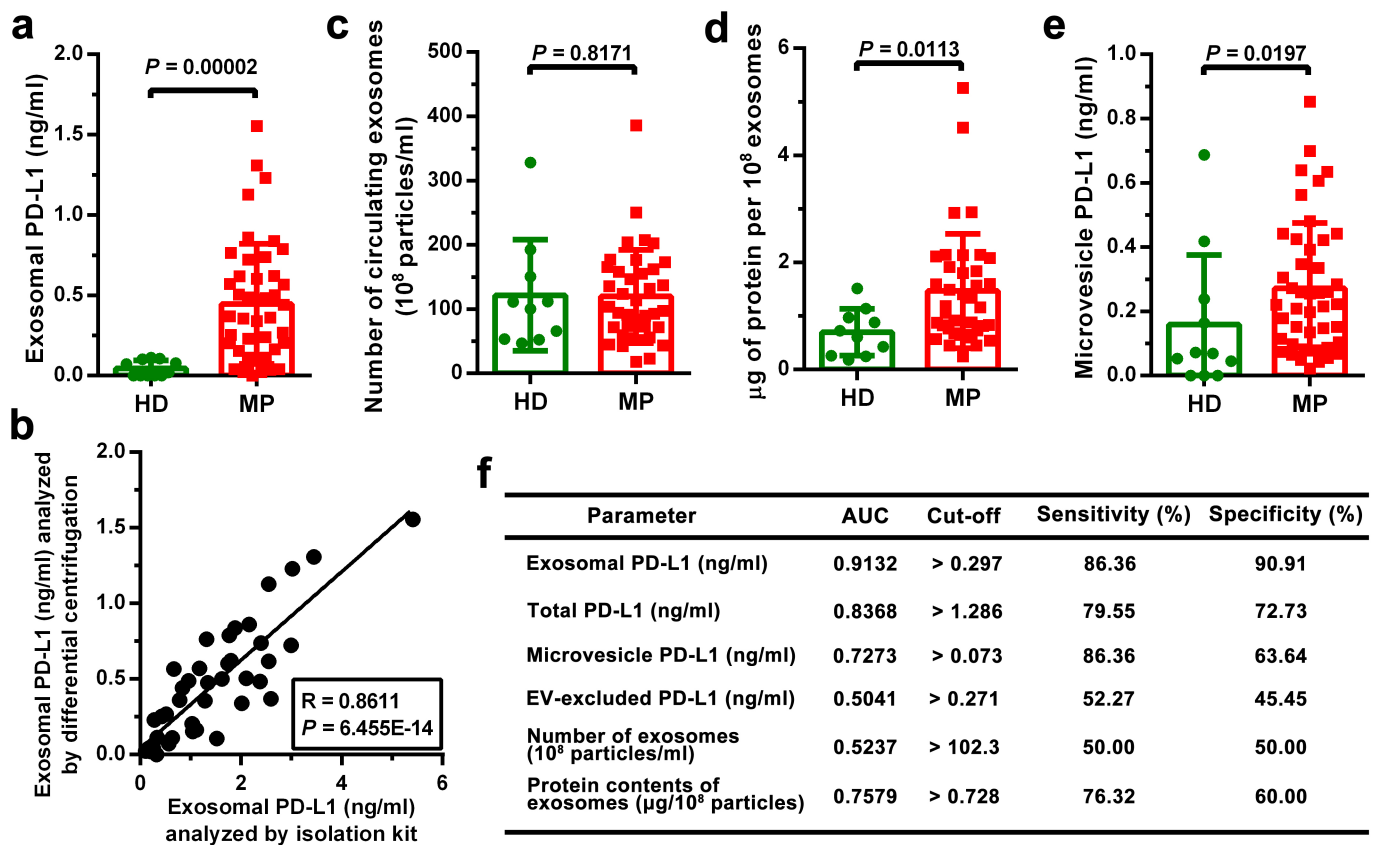 a
Exosomal PD-L1 (ng/ml)
2.0
1.5
1.0
0.5
0.0
P = 0.00002
HD
MP
c
Number of circulating exosomes
(10⁸ particles/ml)
500
400
300
200
100
0
P = 0.8171
HD
MP
d
µg of protein per 10⁸ exosomes
6
4
2
0
P = 0.0113
HD
MP
e
Microvesicle PD-L1 (ng/ml)
1.0
0.8
0.6
0.4
0.2
0.0
P = 0.0197
HD
MP
b
Exosomal PD-L1 (ng/ml) analyzed
by differential centrifugation
2.0
1.5
1.0
0.5
0.0
R = 0.8611
P = 6.455E-14
0 2 4 6
Exosomal PD-L1 (ng/ml)
analyzed by isolation kit
f
Parameter AUC Cut-off Sensitivity (%) Specificity (%)
Exosomal PD-L1 (ng/ml) 0.9132 > 0.297 86.36 90.91
Total PD-L1 (ng/ml) 0.8368 > 1.286 79.55 72.73
Microvesicle PD-L1 (ng/ml) 0.7273 > 0.073 86.36 63.64
EV-excluded PD-L1 (ng/ml) 0.5041 > 0.271 52.27 45.45
Number of exosomes
(10⁸ particles/ml) 0.5237 > 102.3 50.00 50.00
Protein contents of
exosomes (µg/10⁸ particles) 0.7579 > 0.728 76.32 60.00